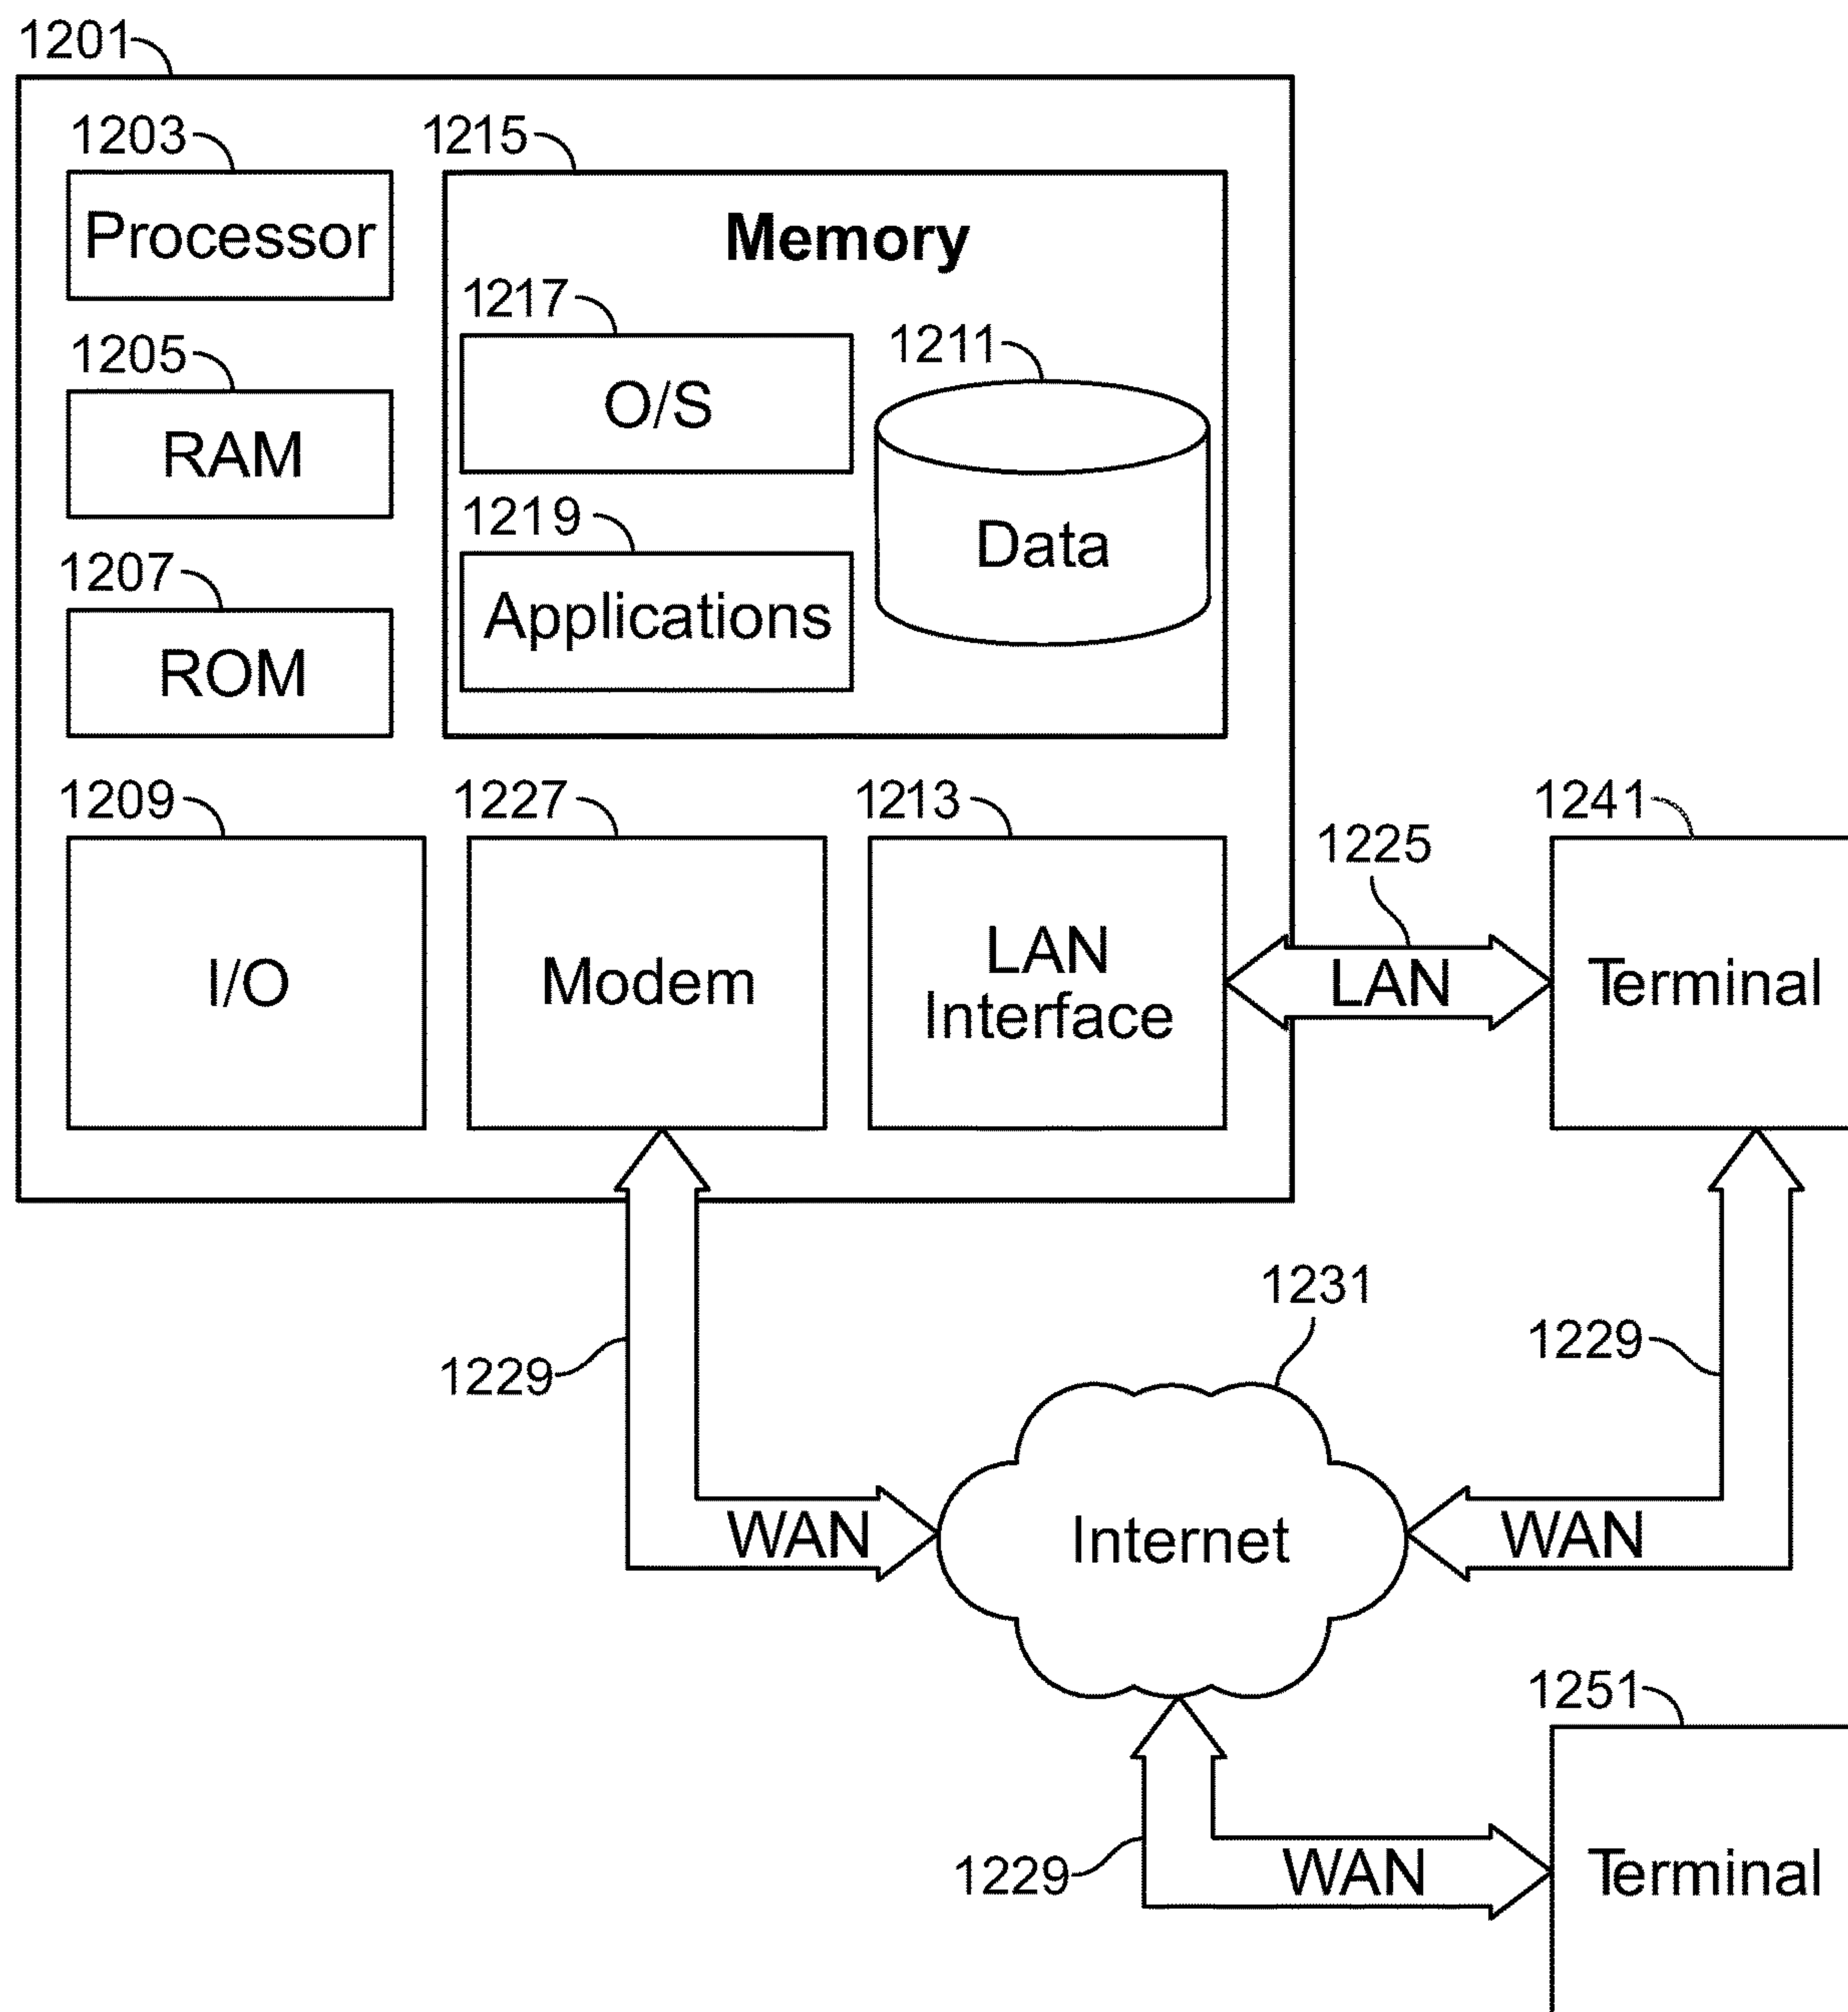 1201
1203
Processor
1205
RAM
1207
ROM
1215
Memory
1217
O/S
1211
Data
1219
Applications
1209
I/O
1227
Modem
1213
LAN
Interface
1225
LAN
1241
Terminal
1229
WAN
1231
Internet
1229
WAN
1229
WAN
1251
Terminal